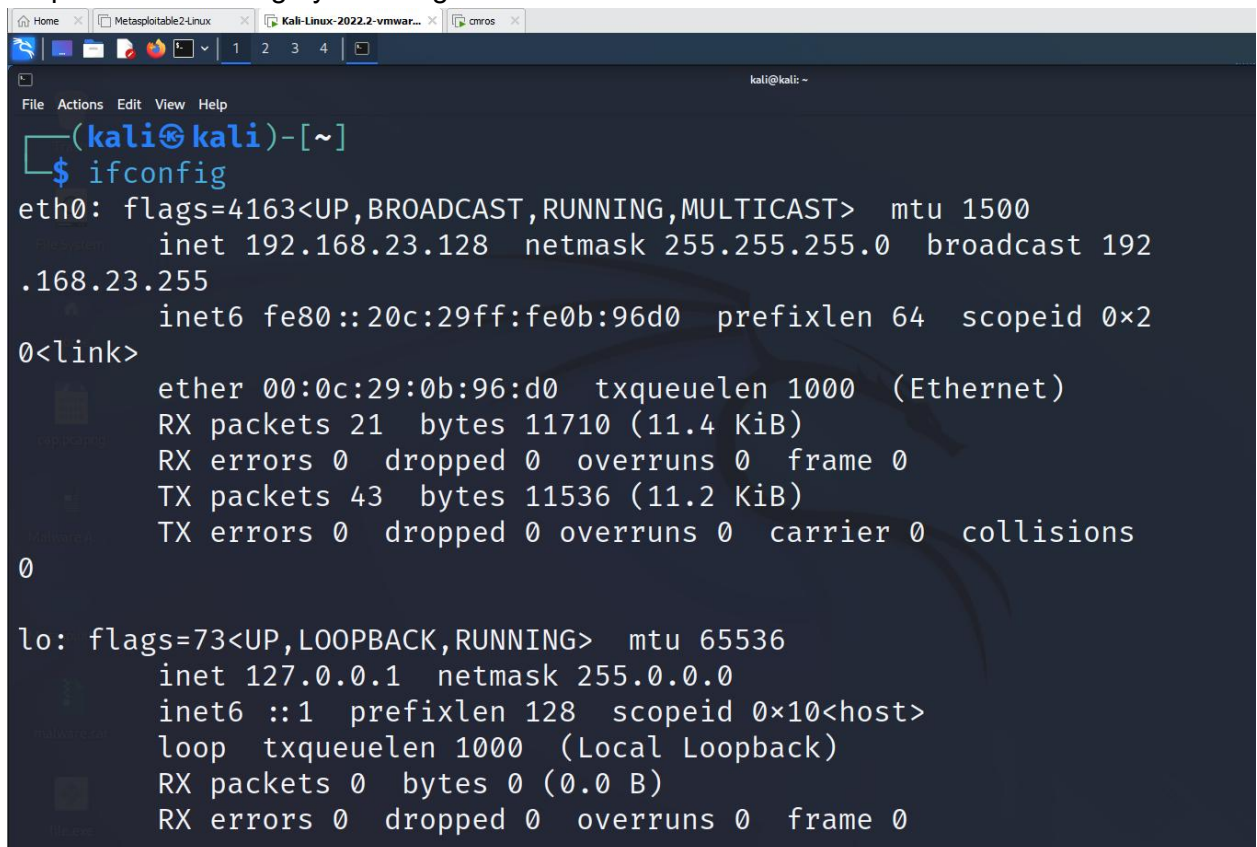 Home Metasploitable2-Linux Kali-Linux-2022.2-vmwar... cmros
1 2 3 4
kali@kali: ~
File Actions Edit View Help
(kali㉿kali)-[~]
$ ifconfig
eth0: flags=4163<UP,BROADCAST,RUNNING,MULTICAST>  mtu 1500
inet 192.168.23.128  netmask 255.255.255.0  broadcast 192
.168.23.255
inet6 fe80::20c:29ff:fe0b:96d0  prefixlen 64  scopeid 0×2
0<link>
ether 00:0c:29:0b:96:d0  txqueuelen 1000  (Ethernet)
RX packets 21  bytes 11710 (11.4 KiB)
RX errors 0  dropped 0  overruns 0  frame 0
TX packets 43  bytes 11536 (11.2 KiB)
TX errors 0  dropped 0 overruns 0  carrier 0  collisions
0
lo: flags=73<UP,LOOPBACK,RUNNING>  mtu 65536
inet 127.0.0.1  netmask 255.0.0.0
inet6 ::1  prefixlen 128  scopeid 0×10<host>
loop  txqueuelen 1000  (Local Loopback)
RX packets 0  bytes 0 (0.0 B)
RX errors 0  dropped 0  overruns 0  frame 0